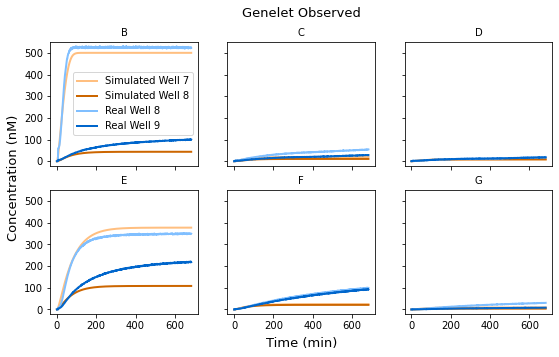 Genelet Observed
B
C
D
500
400
300
200
100
0
Simulated Well 7
Simulated Well 8
Real Well 8
Real Well 9
Concentration (nM)
E
F
G
500
400
300
200
100
0
0 200 400 600
0 200 400 600
0 200 400 600
Time (min)